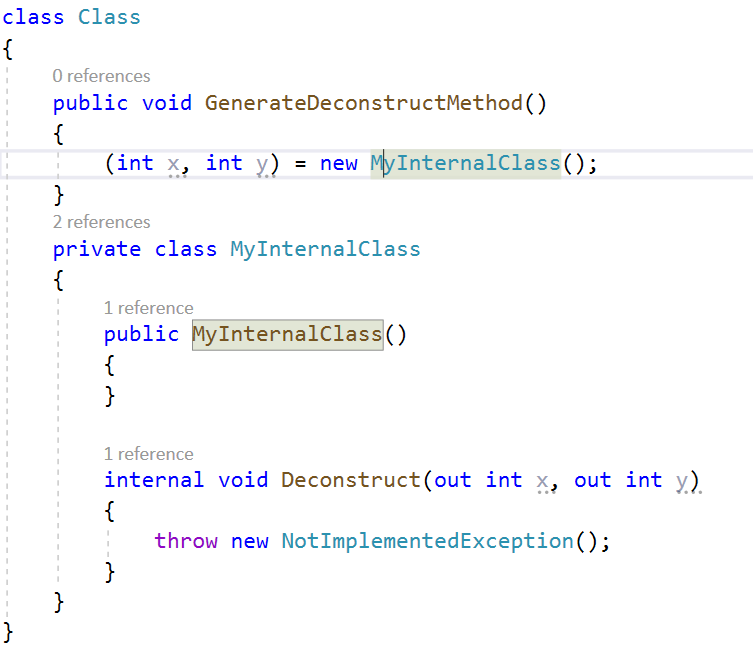 class Class
{
0 references
public void GenerateDeconstructMethod()
{
(int x, int y) = new MyInternalClass();
}
2 references
private class MyInternalClass
{
1 reference
public MyInternalClass()
{
}
1 reference
internal void Deconstruct(out int x, out int y)
{
throw new NotImplementedException();
}
}
}